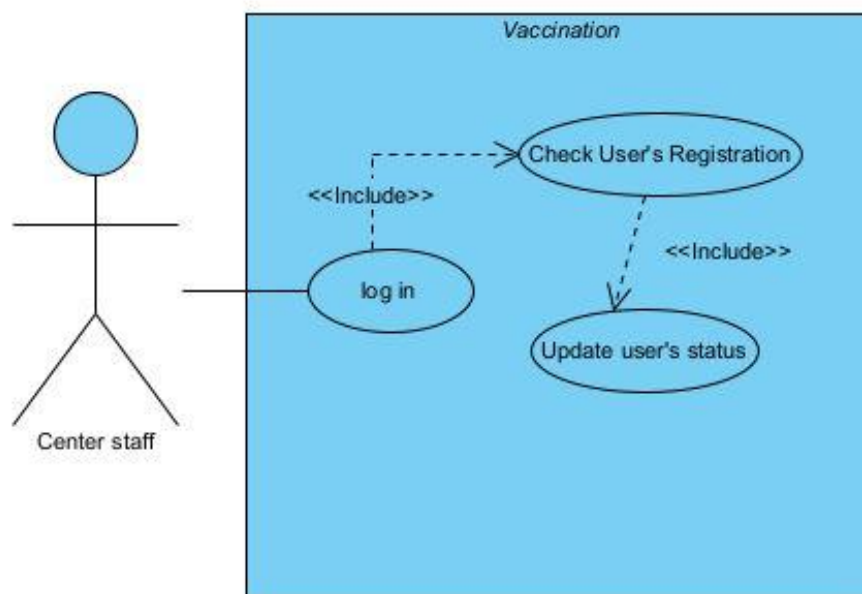 Vaccination
Check User's Registration
<<Include>>
<<Include>>
log in
Update user's status
Center staff